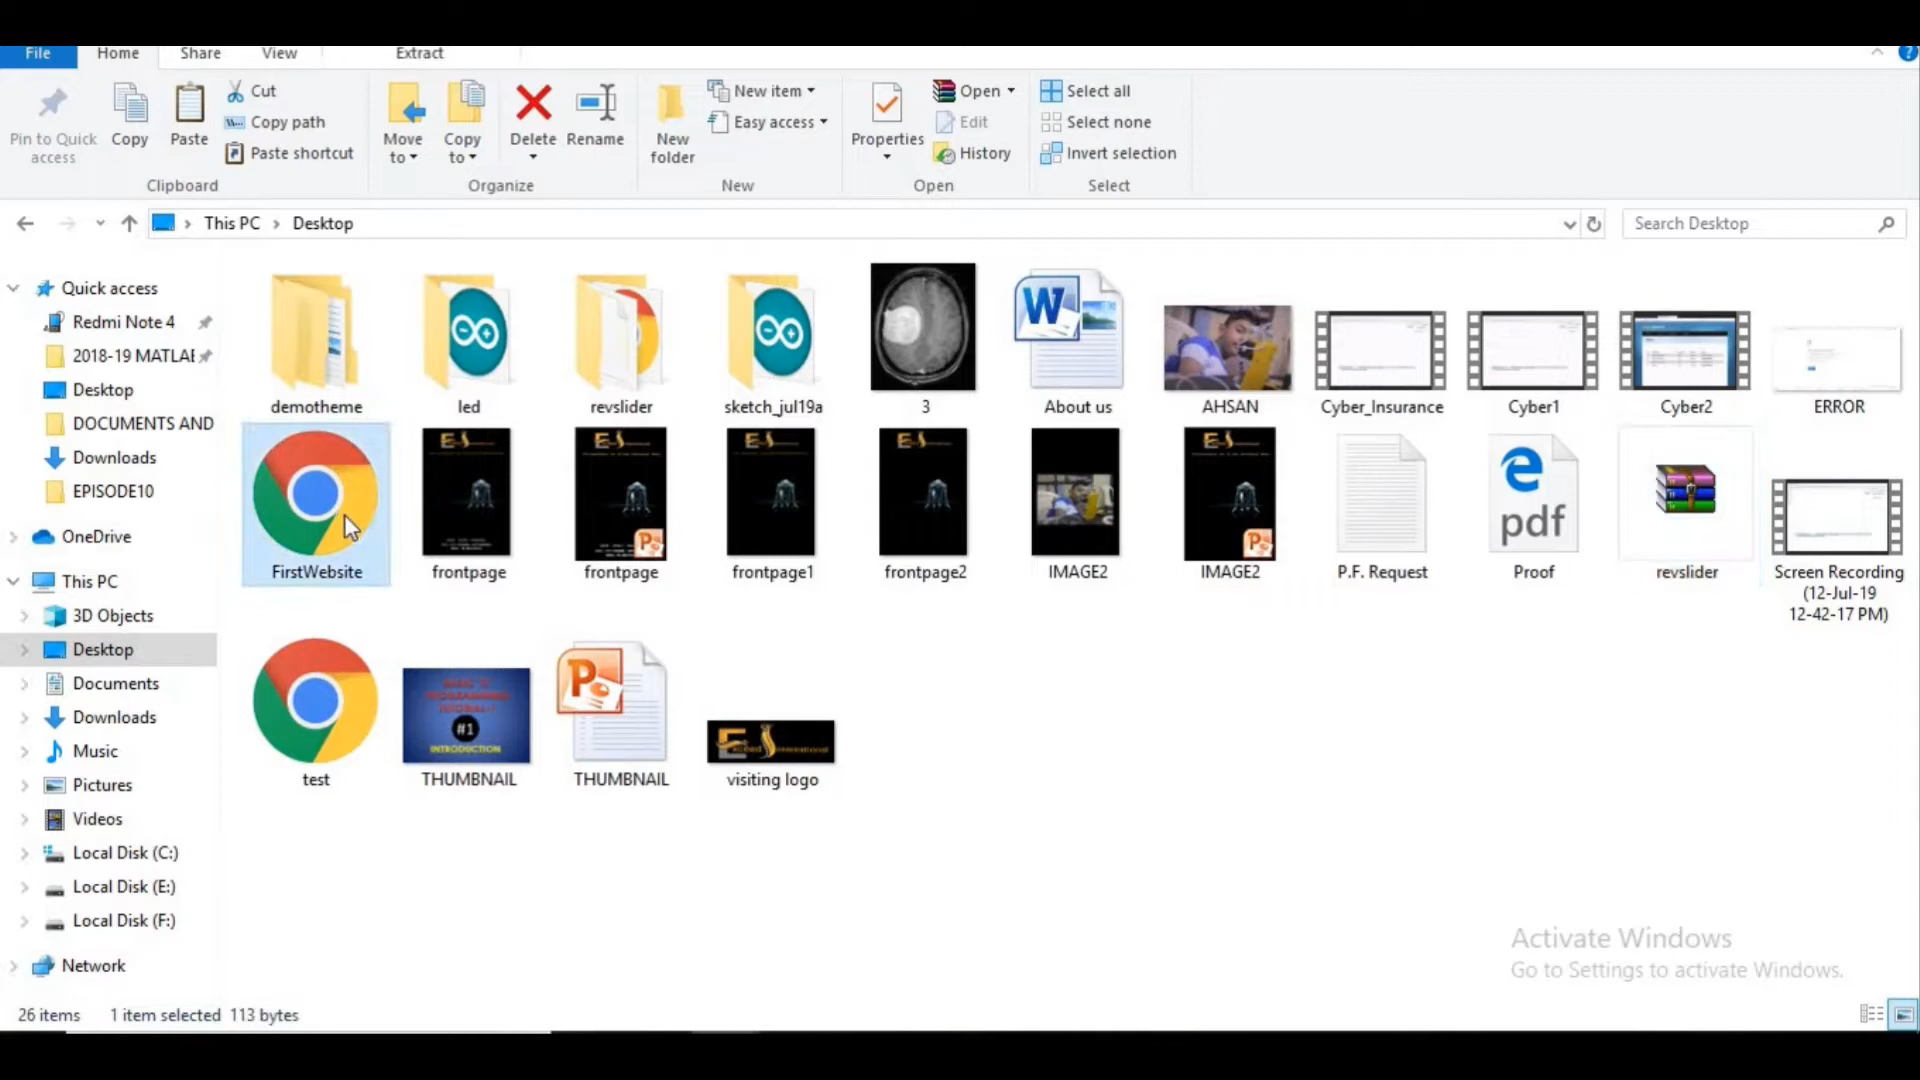 File Home Share View Extract
Pin to Quick access
Copy
Paste
Cut
Copy path
Paste shortcut
Clipboard
Move to
Copy to
Delete
Rename
Organize
New folder
New item
Easy access
New
Properties
Open
Edit
History
Open
Select all
Select none
Invert selection
Select
This PC > Desktop
Search Desktop
Quick access
Redmi Note 4
2018-19 MATLAB
Desktop
DOCUMENTS AND
Downloads
EPISODE10
OneDrive
This PC
3D Objects
Desktop
Documents
Downloads
Music
Pictures
Videos
Local Disk (C:)
Local Disk (E:)
Local Disk (F:)
Network
demotheme led revslider sketch_jul19a 3 About us AHSAN Cyber_Insurance Cyber1 Cyber2 ERROR
pdf
FirstWebsite frontpage frontpage frontpage1 frontpage2 IMAGE2 IMAGE2 P.F. Request Proof revslider Screen Recording
(12-Jul-19
12-42-17 PM)
#1
INTRODUCTION
test THUMBNAIL THUMBNAIL visiting logo
Activate Windows
Go to Settings to activate Windows.
26 items 1 item selected 113 bytes